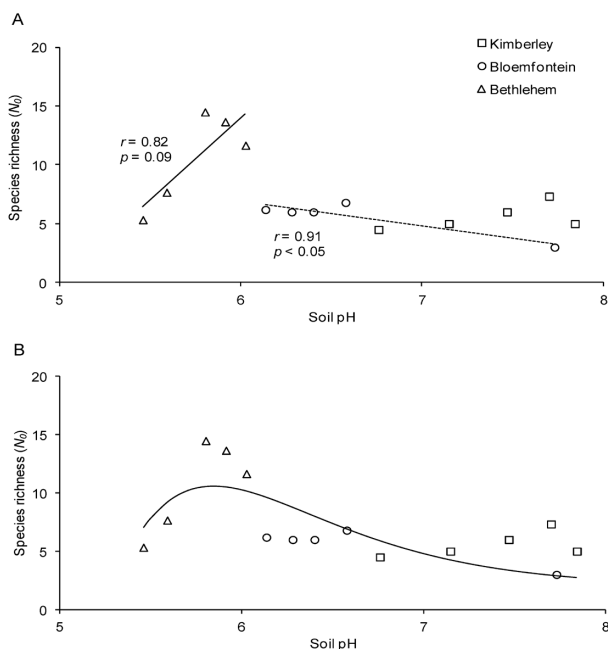 A
20
15
10
5
0
Species richness (N₀)
□ Kimberley
○ Bloemfontein
△ Bethlehem
r = 0.82
p = 0.09
r = 0.91
p < 0.05
5 6 7 8
Soil pH
B
20
15
10
5
0
Species richness (N₀)
5 6 7 8
Soil pH